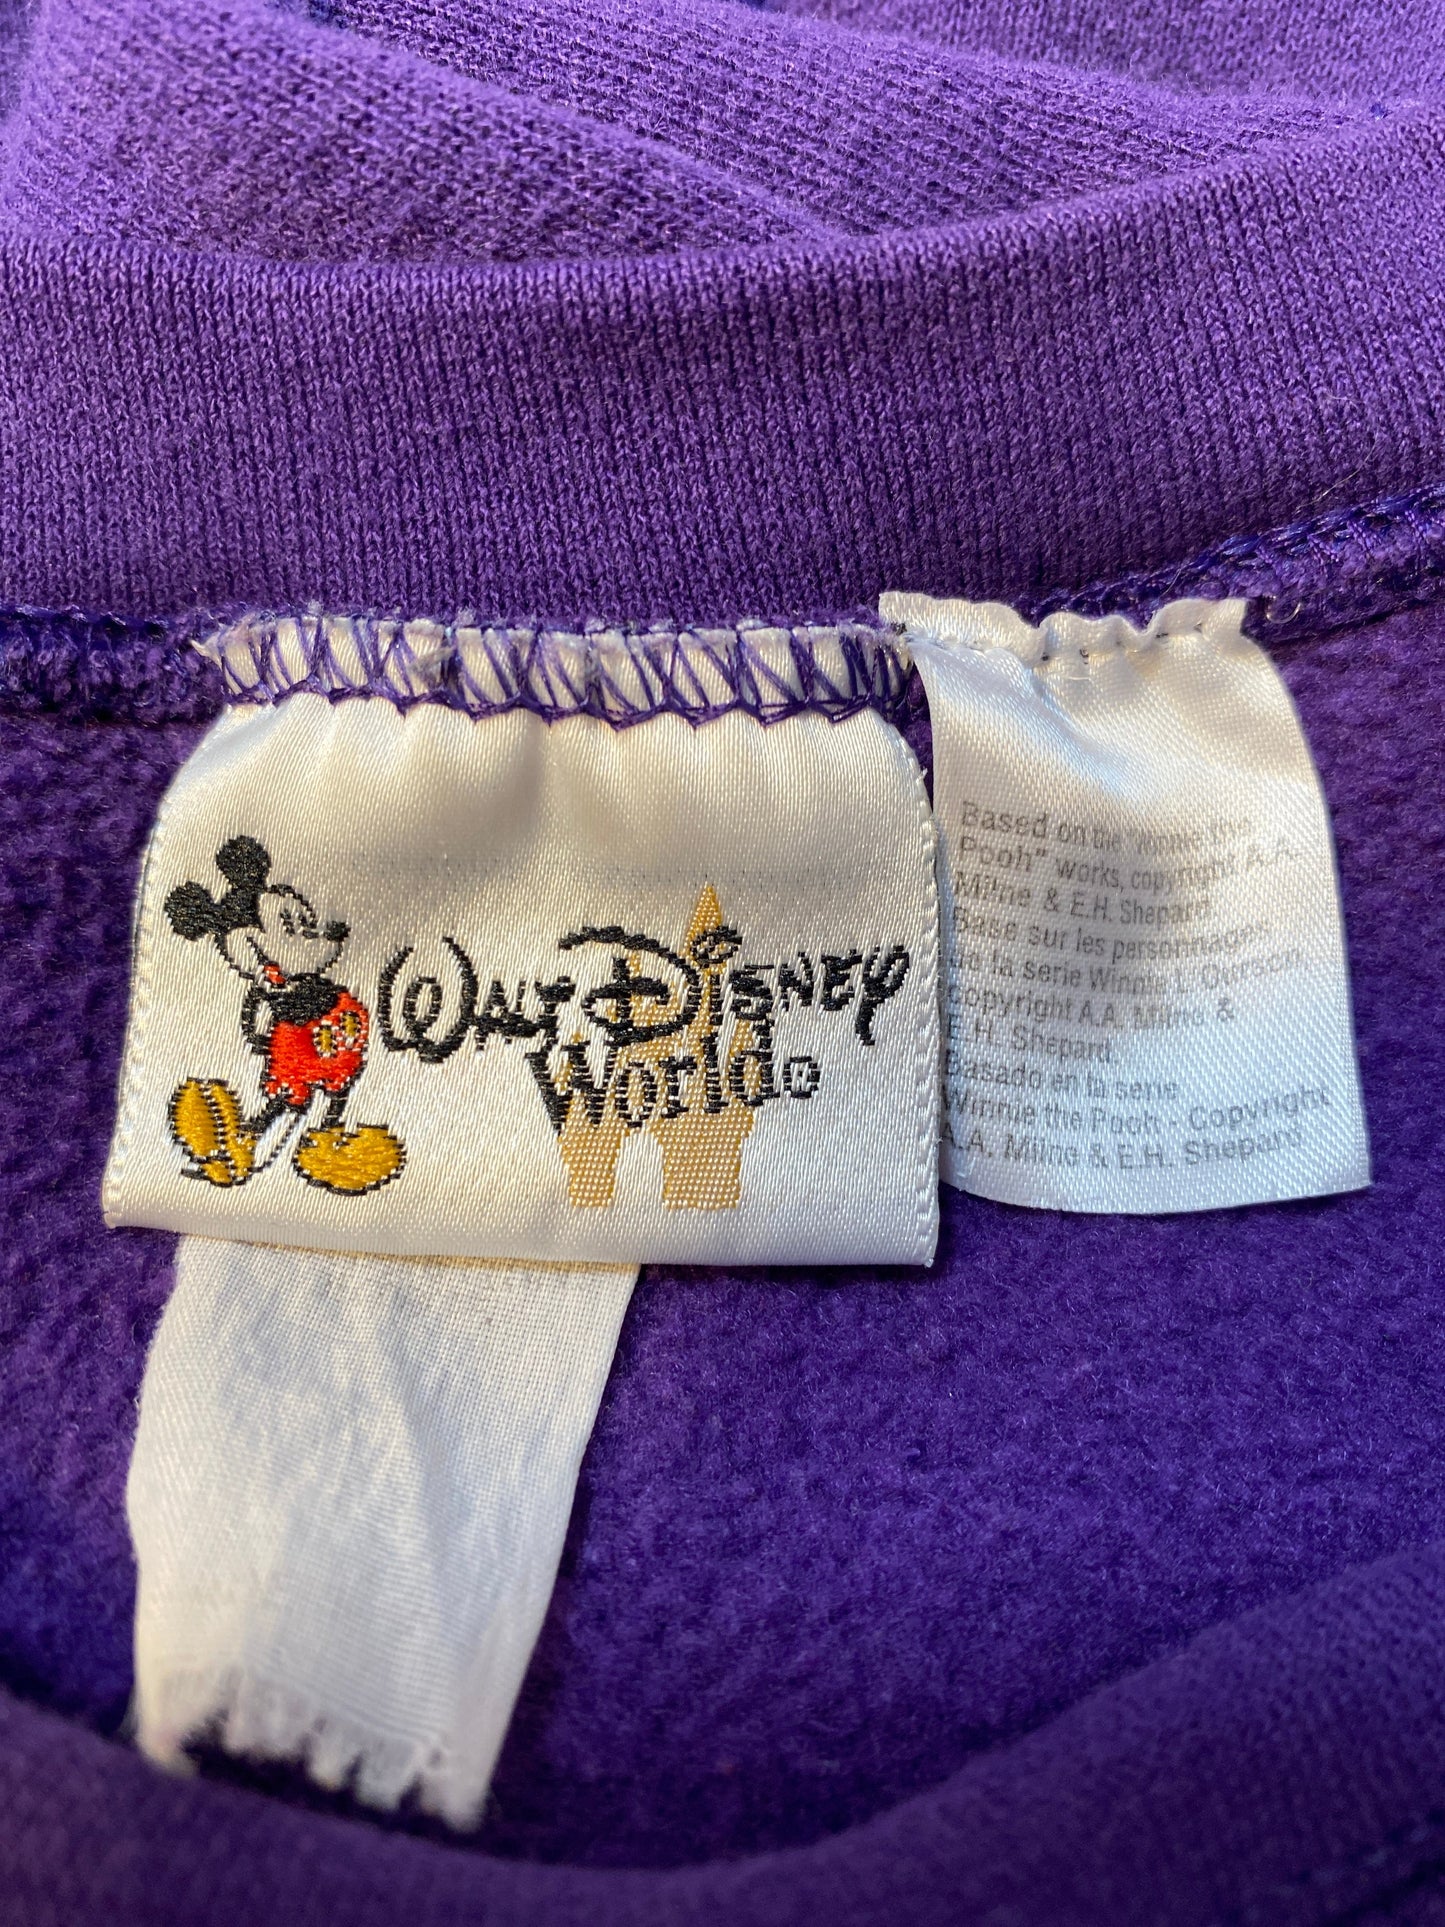 WALT DISNEY
World®
Based on the "Winnie the
Pooh" works, copyright A.A.
Milne & E.H. Shepard
Base sur les personnages
de la serie Winnie L' Ourson
Copyright A.A. Milne &
E.H. Shepard
Basado en la serie
Winnie the Pooh - Copyright
A.A. Milne & E.H. Shepard